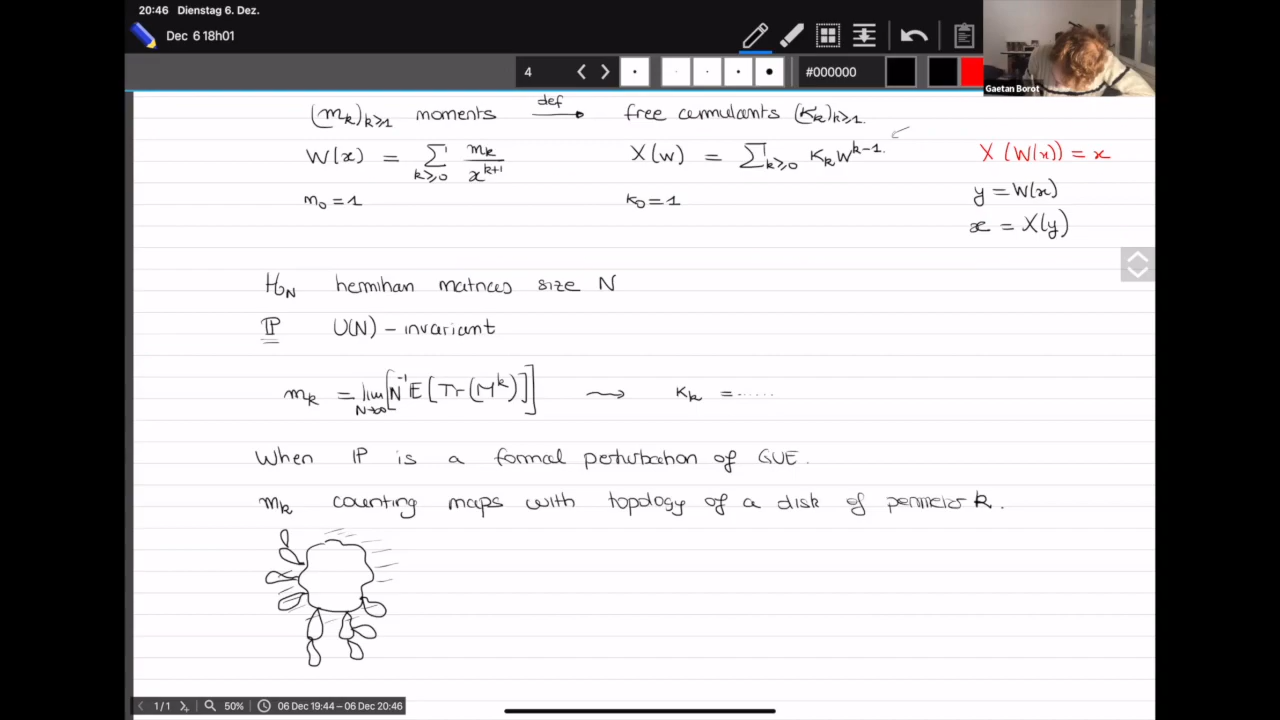 20:46 Dienstag 6. Dez.
Dec 6 18h01
4 #000000
Gaetan Borot
(m_k)_{k≥1} moments def→ free cumulants (κ_k)_{k≥1}.
W(x) = ∑_{k≥0} m_k/x^{k+1} X(w) = ∑_{k≥0} κ_k w^{k-1}. X(W(x)) = x
m_0 = 1 κ_0 = 1 y = W(x)
x = X(y)
H_N hermitian matrices size N
ℙ U(N) - invariant
m_k = lim_{N→∞} [N^{-1} 𝔼[Tr(M^k)]] ⇝ κ_k = ......
When ℙ is a formal perturbation of GUE.
m_k counting maps with topology of a disk of perimeter k.
1/1 50% 06 Dec 19:44 – 06 Dec 20:46